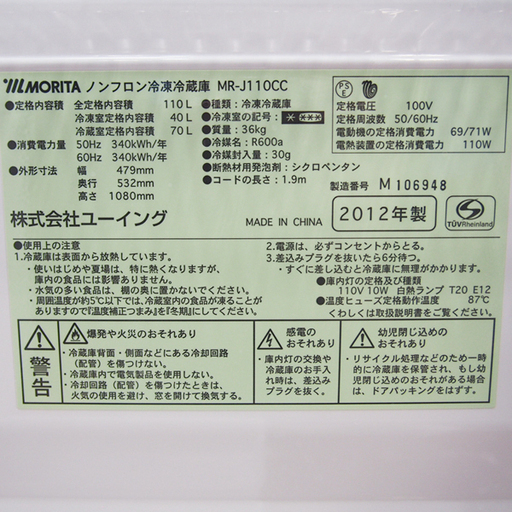 MORITA ノンフロン冷凍冷蔵庫 MR-J110CC
●定格内容積 全定格内容積 110L
冷凍室定格内容積 40L
冷蔵室定格内容積 70L
●消費電力量 50Hz 340kWh/年
60Hz 340kWh/年
●外形寸法 幅 479mm
奥行 532mm
高さ 1080mm
●種類:冷凍冷蔵庫
●冷凍室の記号:
●質量:36kg
●冷媒名:R600a
●冷媒封入量:30g
●断熱材用発泡剤:シクロペンタン
●コードの長さ:1.9m
PSE
定格電圧 100V
定格周波数 50/60Hz
電動機の定格消費電力 69/71W
電熱装置の定格消費電力 110W
製造番号 M 106948
株式会社ユーイング
MADE IN CHINA
2012年製
TÜVRheinland
●使用上の注意
1.冷蔵庫は表面から放熱しています。
・使いはじめや夏場は、特に熱くなりますが、
庫内の食品には影響はありません。
・水気の多い食品は、棚の奥に置かないでください。
・周囲温度が約5℃以下では、冷蔵室内の食品が凍ることが
ありますので『温度補正つまみ』を『冬期』にしてください。
2.電源は、必ずコンセントからとる。
3.差込みプラグを抜いたら6分待つ。
・すぐに差し込むと冷蔵庫に無理がかかります。
●庫内灯の定格及び種類
110V 10W 白熱ランプ T20 E12
●温度ヒューズ定格動作温度 87℃
くわしくは取扱説明書をご覧ください。
警告
爆発や火災のおそれあり
・冷蔵庫背面・側面などにある冷却回路
(配管)を傷つけない。
・冷蔵庫内で電気製品を使用しない。
・冷却回路(配管)を傷つけたときは、
火気の使用を避け、窓を開けて換気する。
感電の
おそれあり
・庫内灯の交換や
冷蔵庫のお手
入れ時は、差込み
プラグを抜く。
幼児閉じ込めの
おそれあり
・リサイクル処理などのため一時
的に冷蔵庫を保管され、もし幼
児閉じ込めのおそれがある場合
は、ドアパッキングをはずす。